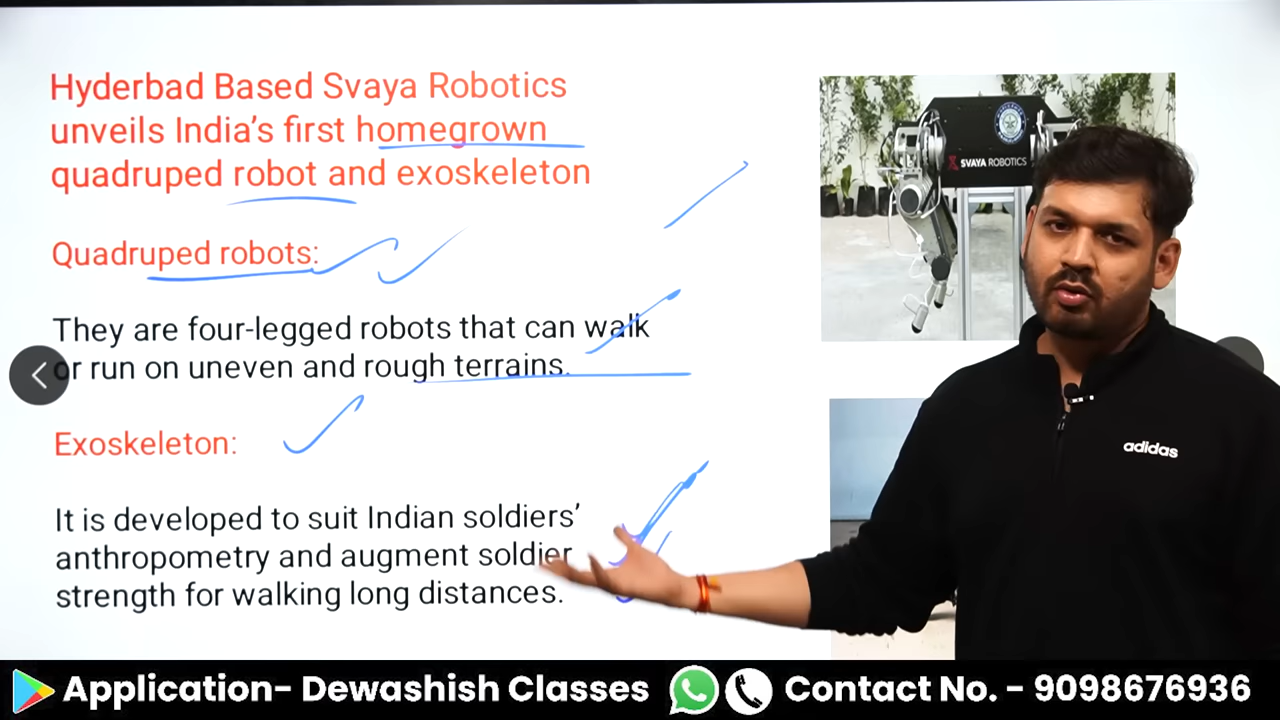 Hyderbad Based Svaya Robotics
unveils India's first homegrown
quadruped robot and exoskeleton
SVAYA ROBOTICS
Quadruped robots:
They are four-legged robots that can walk
or run on uneven and rough terrains.
Exoskeleton:
adidas
It is developed to suit Indian soldiers'
anthropometry and augment soldier
strength for walking long distances.
Application- Dewashish Classes
Contact No. - 9098676936